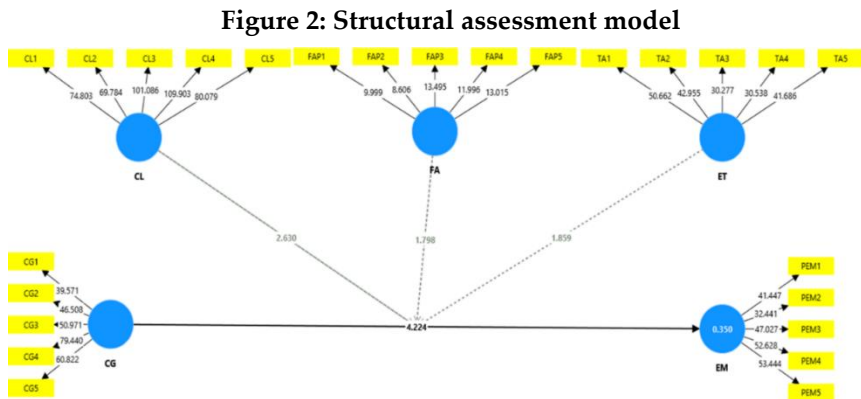 Figure 2: Structural assessment model
CL1 CL2 CL3 CL4 CL5 FAP1 FAP2 FAP3 FAP4 FAP5 TA1 TA2 TA3 TA4 TA5
74.803 69.784 101.086 109.903 80.079 9.999 8.606 13.495 11.996 13.015 50.662 42.955 30.277 30.538 41.686
CL FA ET
2.630 1.798 1.859
CG1
CG2
CG3
CG4
CG5
39.571
46.508
50.971
79.440
60.822
CG
4.224
0.350
EM
41.447
32.441
47.027
52.628
53.444
PEM1
PEM2
PEM3
PEM4
PEM5